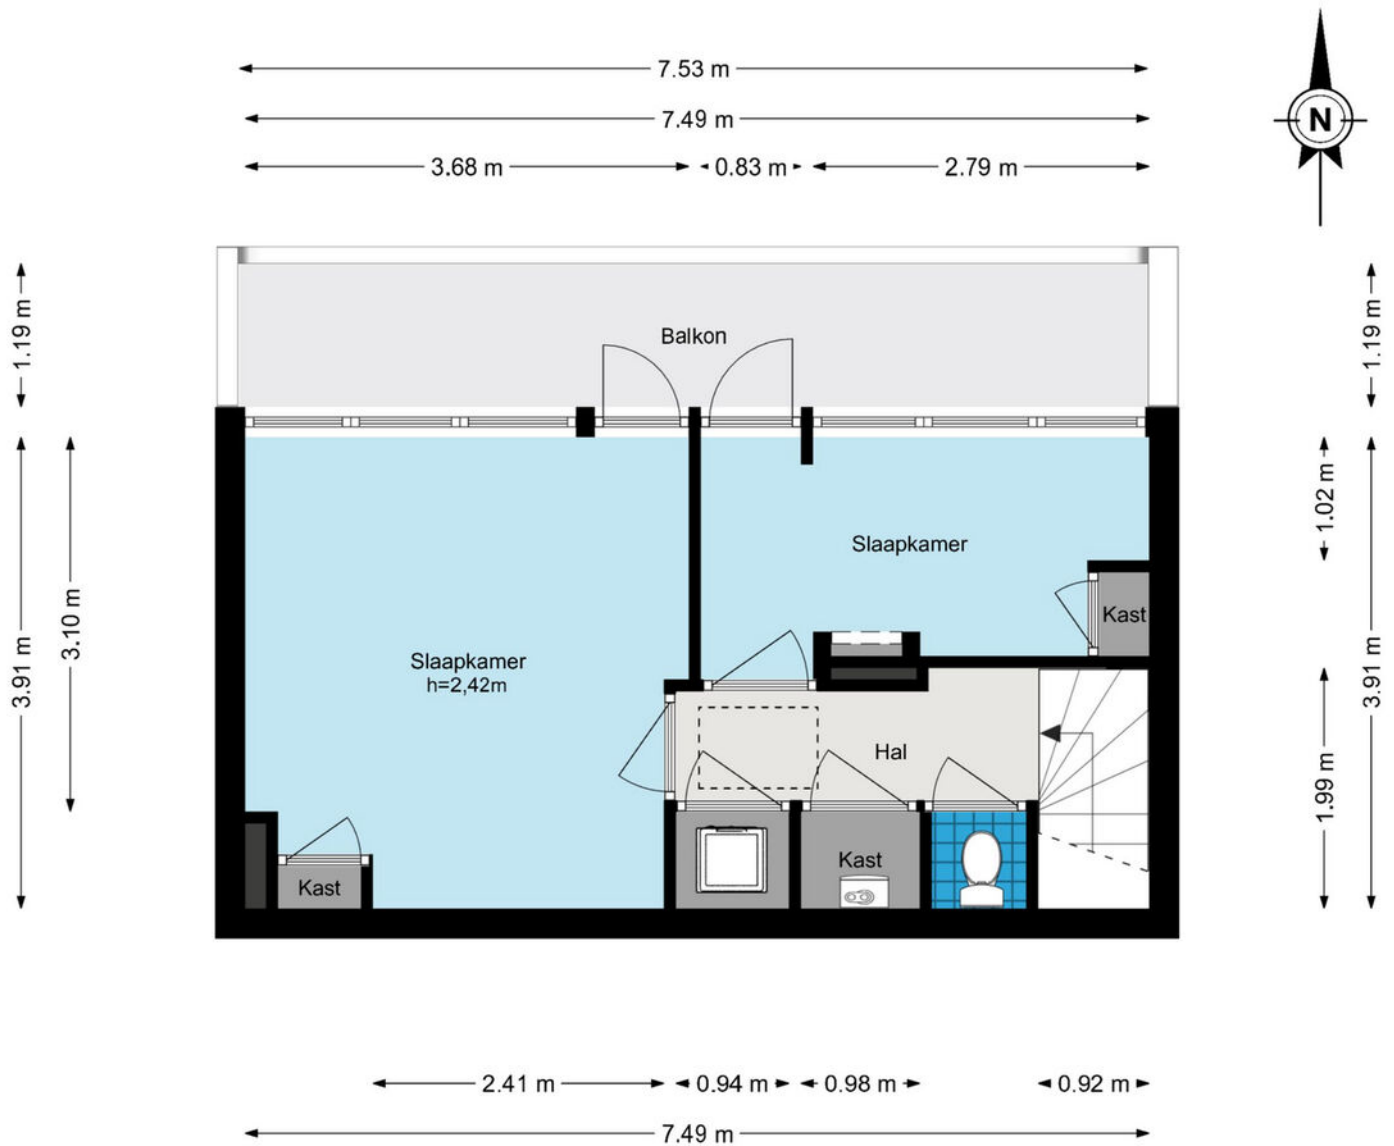 7.53 m
7.49 m
3.68 m
0.83 m
2.79 m
N
1.19 m
1.19 m
Balkon
3.91 m
3.10 m
1.02 m
3.91 m
Slaapkamer
Kast
Slaapkamer
h=2,42m
Hal
1.99 m
Kast
Kast
2.41 m
0.94 m
0.98 m
0.92 m
7.49 m